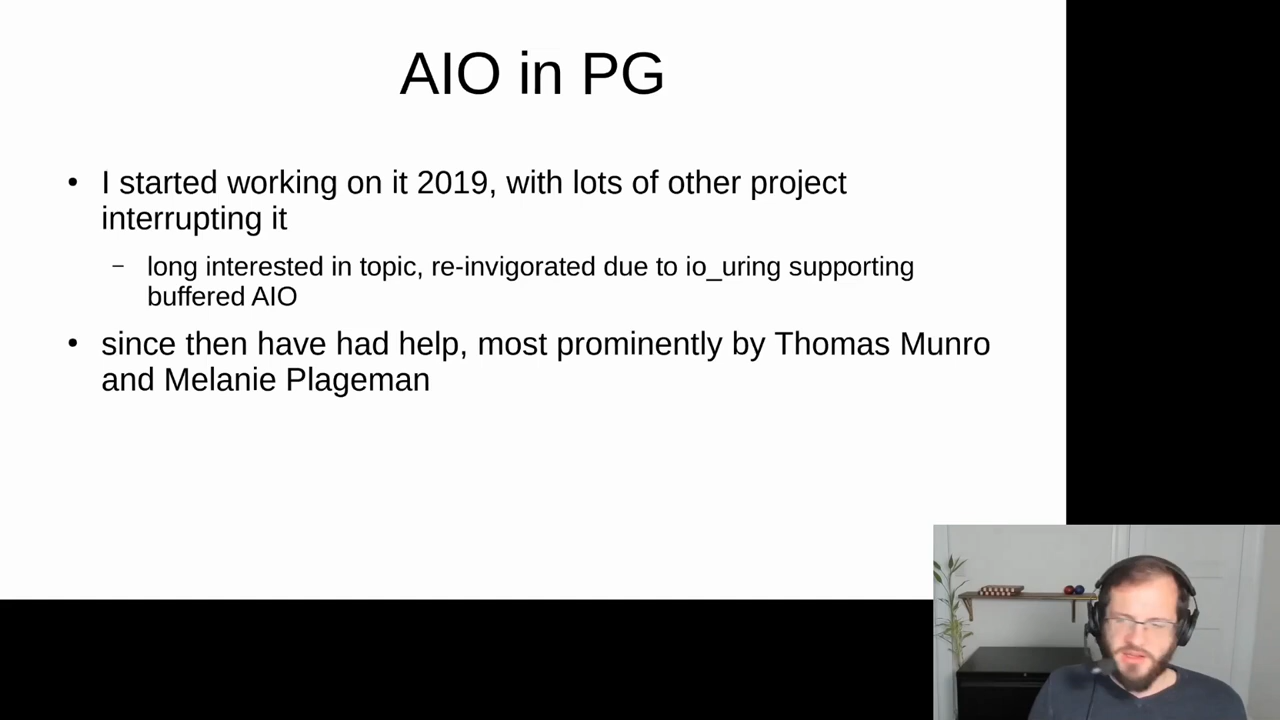 AIO in PG
• I started working on it 2019, with lots of other project
interrupting it
– long interested in topic, re-invigorated due to io_uring supporting
buffered AIO
• since then have had help, most prominently by Thomas Munro
and Melanie Plageman